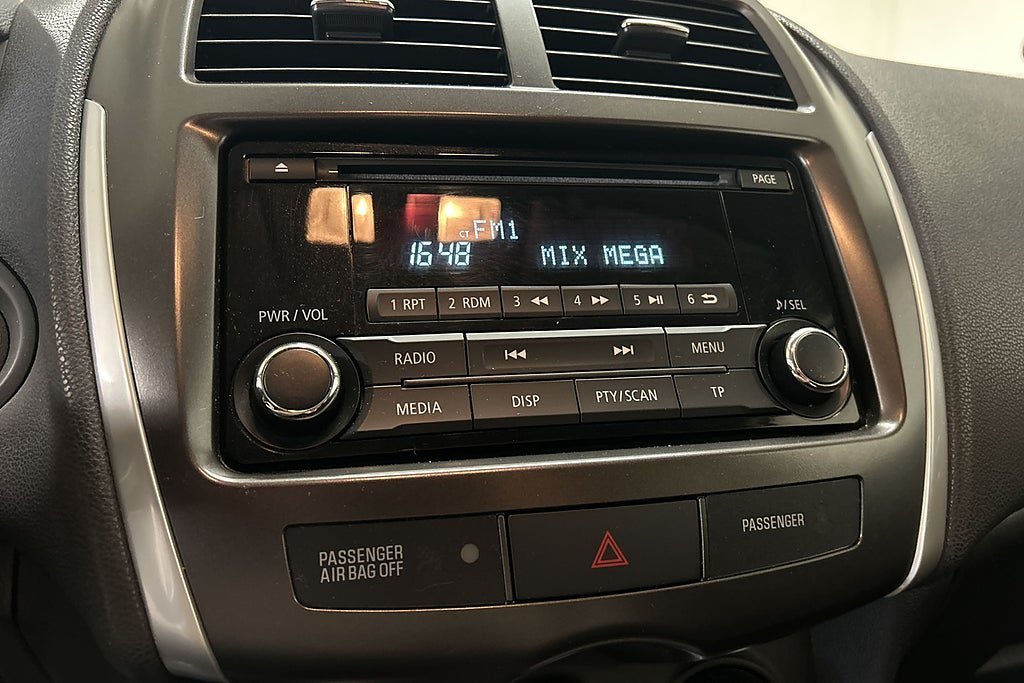 PAGE
CT FM1
16 48 MIX MEGA
1 RPT 2 RDM 3 ◀◀ 4 ▶▶ 5 ▶II 6
PWR / VOL
♪/SEL
RADIO
MENU
MEDIA DISP PTY/SCAN TP
PASSENGER
AIR BAG OFF
PASSENGER